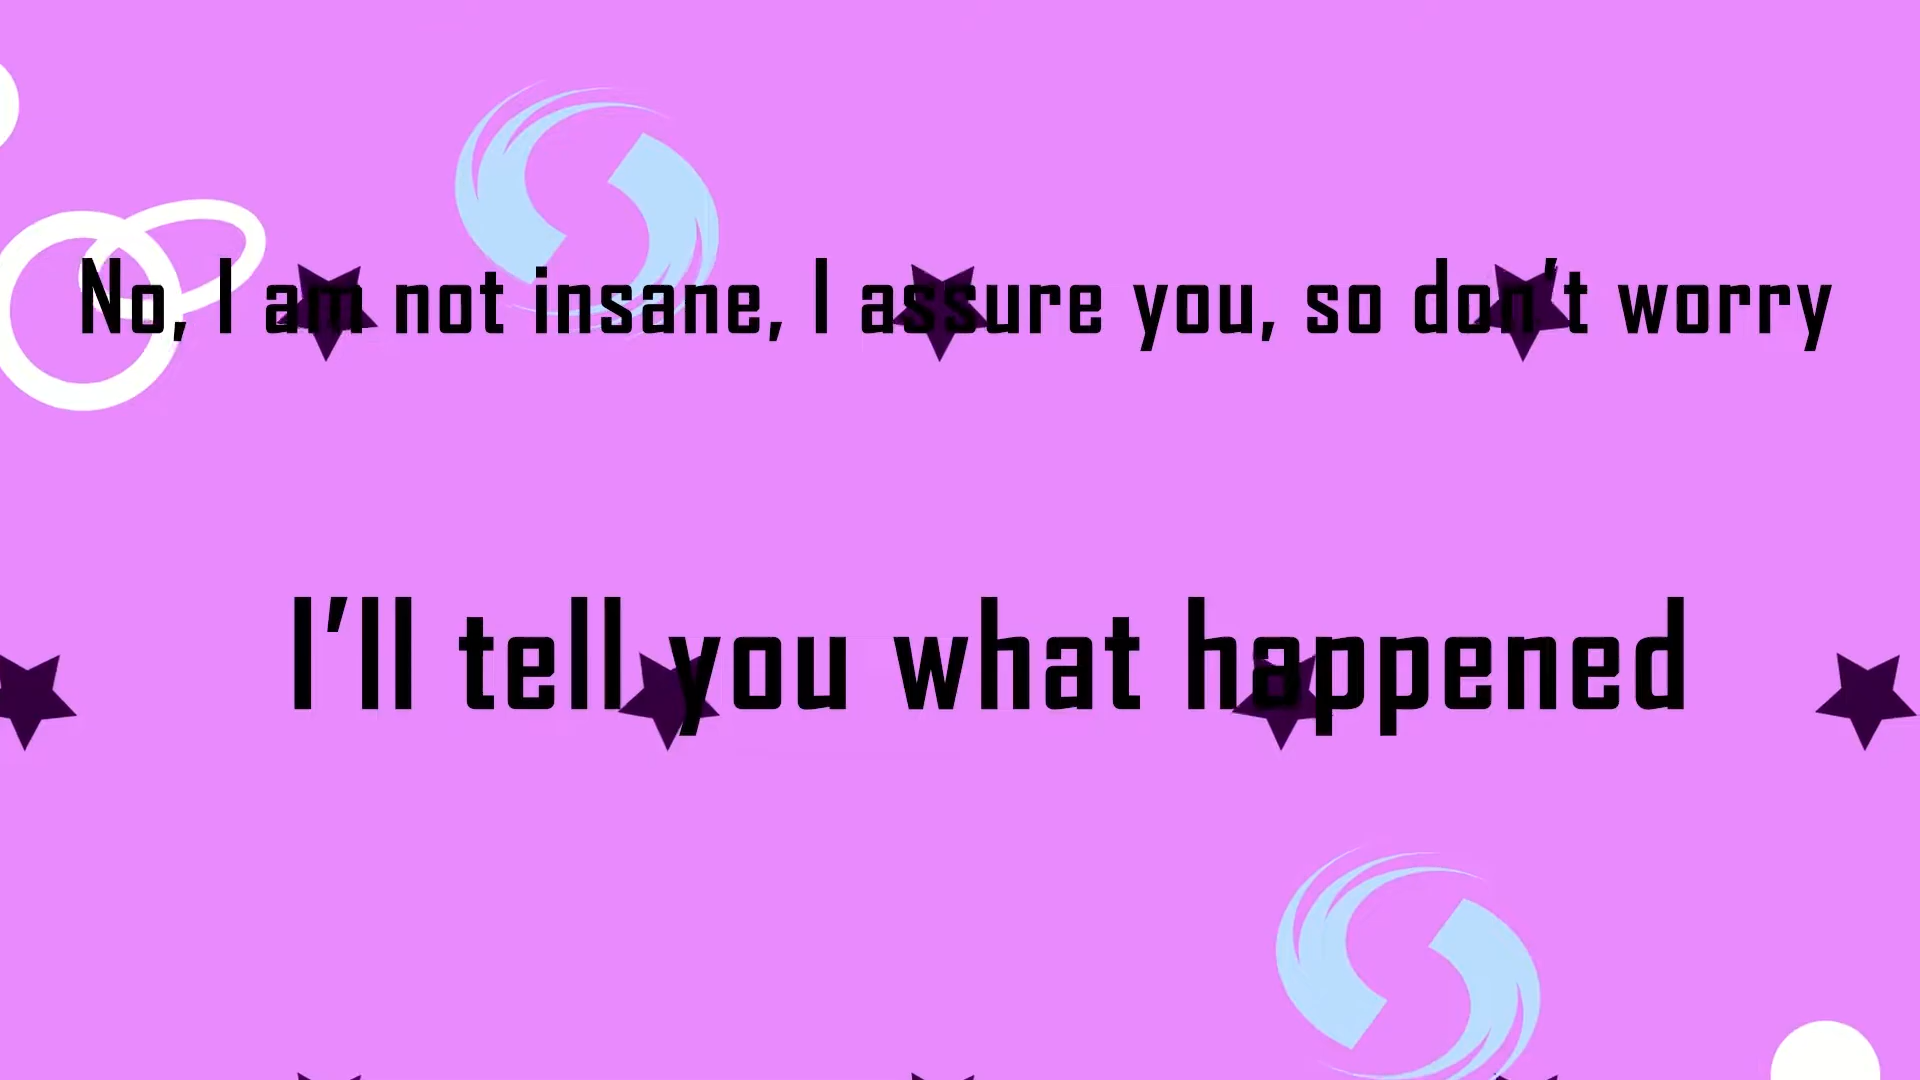 No, I am not insane, I assure you, so don’t worry
I’ll tell you what happened